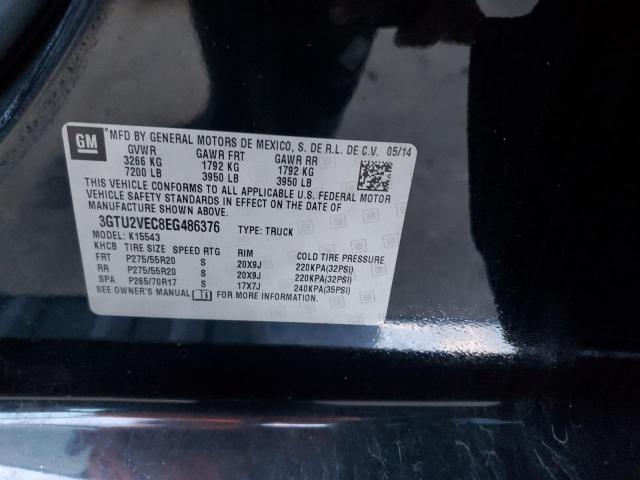 GM MFD BY GENERAL MOTORS DE MEXICO, S. DE R.L. DE C.V. 05/14
GVWR GAWR FRT GAWR RR
3266 KG 1792 KG 1792 KG
7200 LB 3950 LB 3950 LB
THIS VEHICLE CONFORMS TO ALL APPLICABLE U.S. FEDERAL MOTOR
VEHICLE SAFETY STANDARDS IN EFFECT ON THE DATE OF
MANUFACTURE SHOWN ABOVE.
3GTU2VEC8EG486376 TYPE: TRUCK
MODEL: K15543
KHCB TIRE SIZE SPEED RTG RIM COLD TIRE PRESSURE
FRT P275/55R20 S 20X9J 220KPA(32PSI)
RR P275/55R20 S 20X9J 220KPA(32PSI)
SPA P265/70R17 S 17X7J 240KPA(35PSI)
SEE OWNER'S MANUAL FOR MORE INFORMATION.